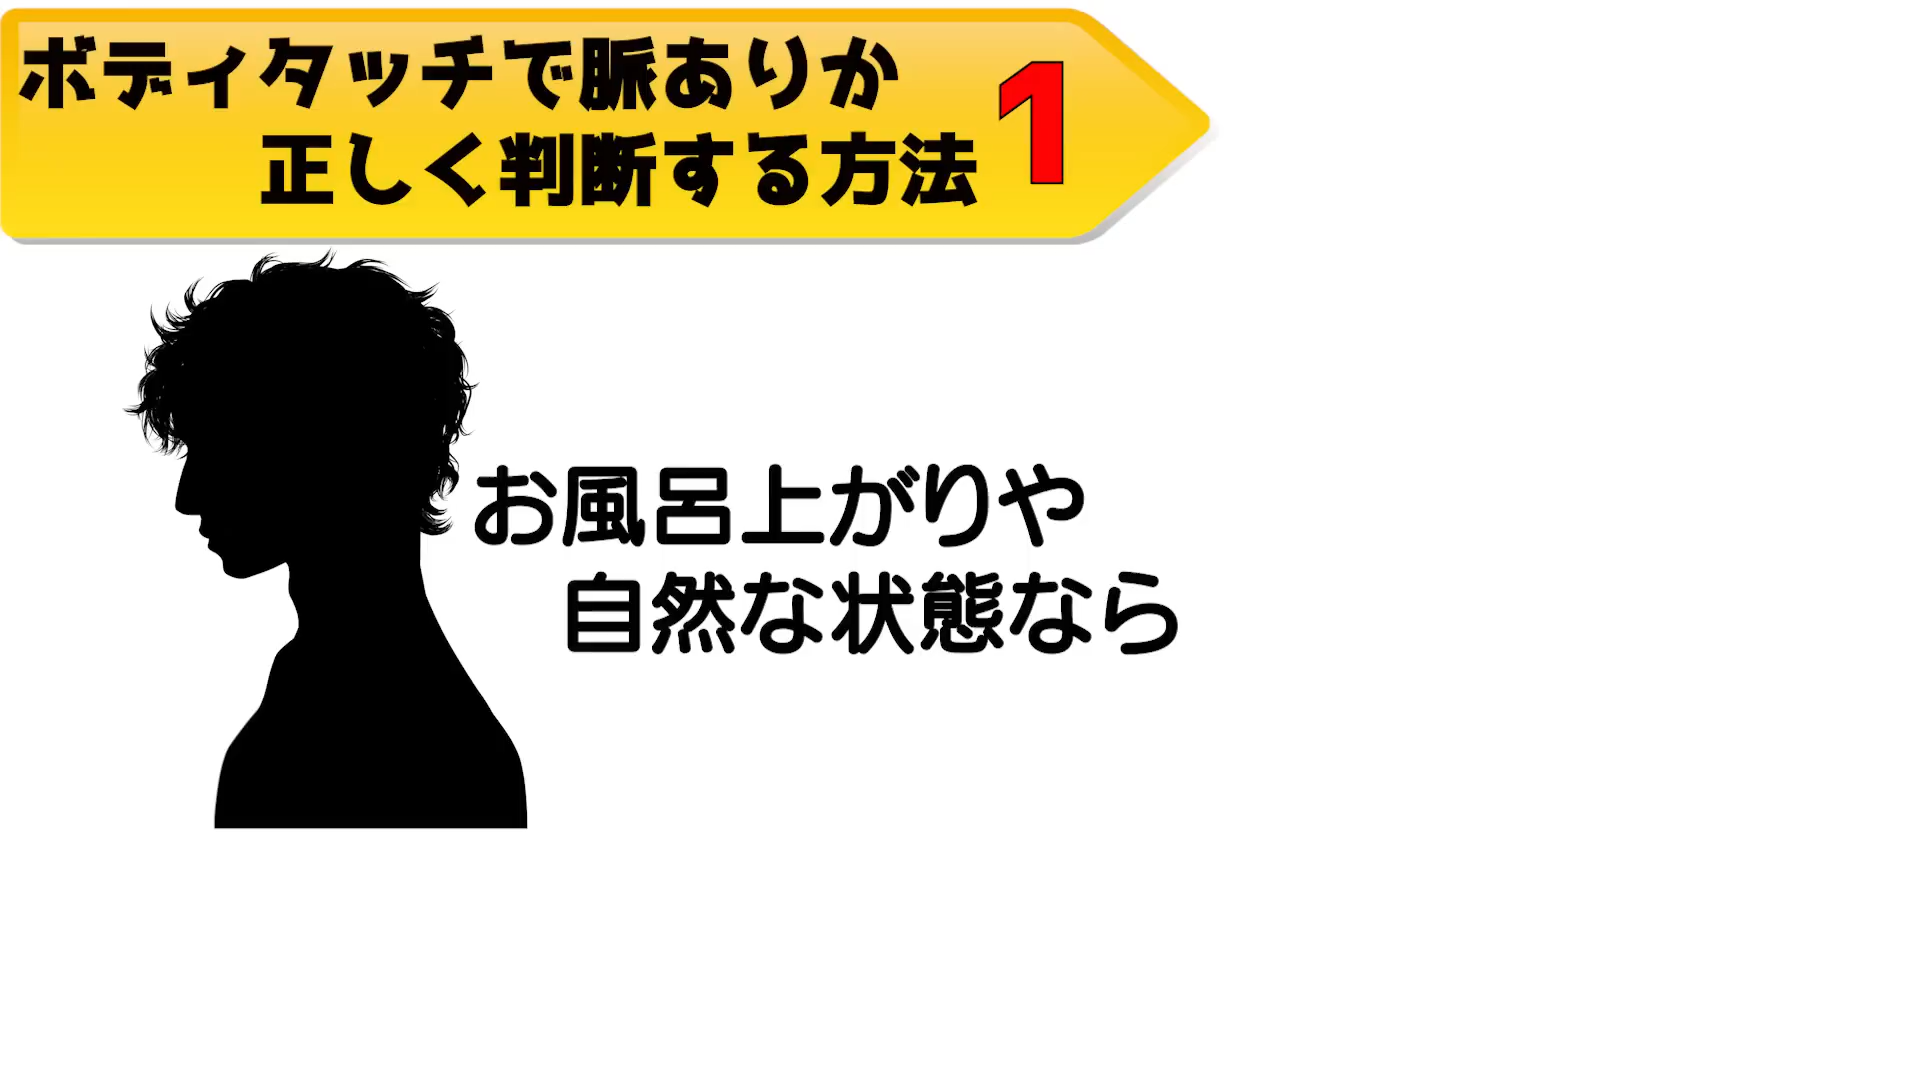 ボディタッチで脈ありか
正しく判断する方法
1
お風呂上がりや
自然な状態なら